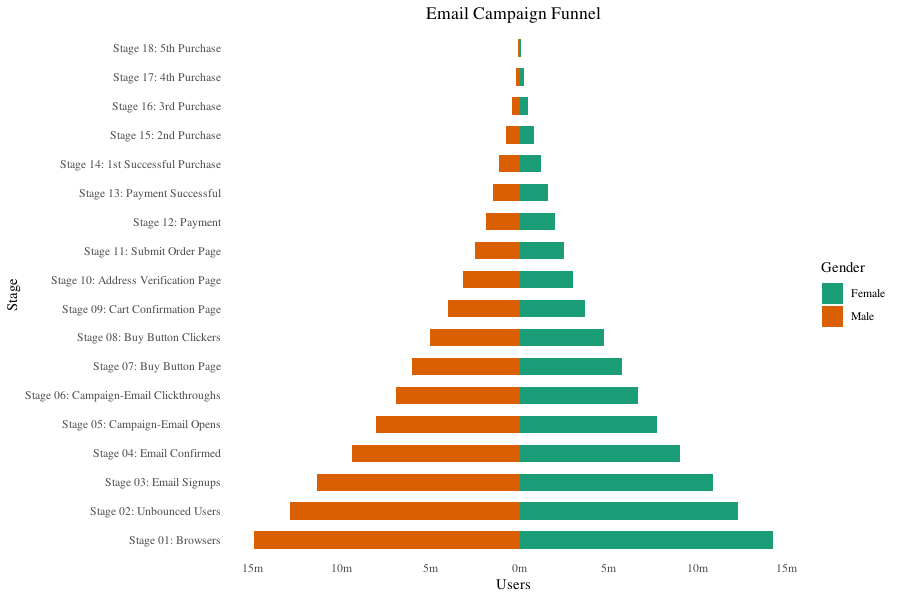 Email Campaign Funnel
Stage
Stage 18: 5th Purchase
Stage 17: 4th Purchase
Stage 16: 3rd Purchase
Stage 15: 2nd Purchase
Stage 14: 1st Successful Purchase
Stage 13: Payment Successful
Stage 12: Payment
Stage 11: Submit Order Page
Stage 10: Address Verification Page
Stage 09: Cart Confirmation Page
Stage 08: Buy Button Clickers
Stage 07: Buy Button Page
Stage 06: Campaign-Email Clickthroughs
Stage 05: Campaign-Email Opens
Stage 04: Email Confirmed
Stage 03: Email Signups
Stage 02: Unbounced Users
Stage 01: Browsers
15m 10m 5m 0m 5m 10m 15m
Users
Gender
Female
Male